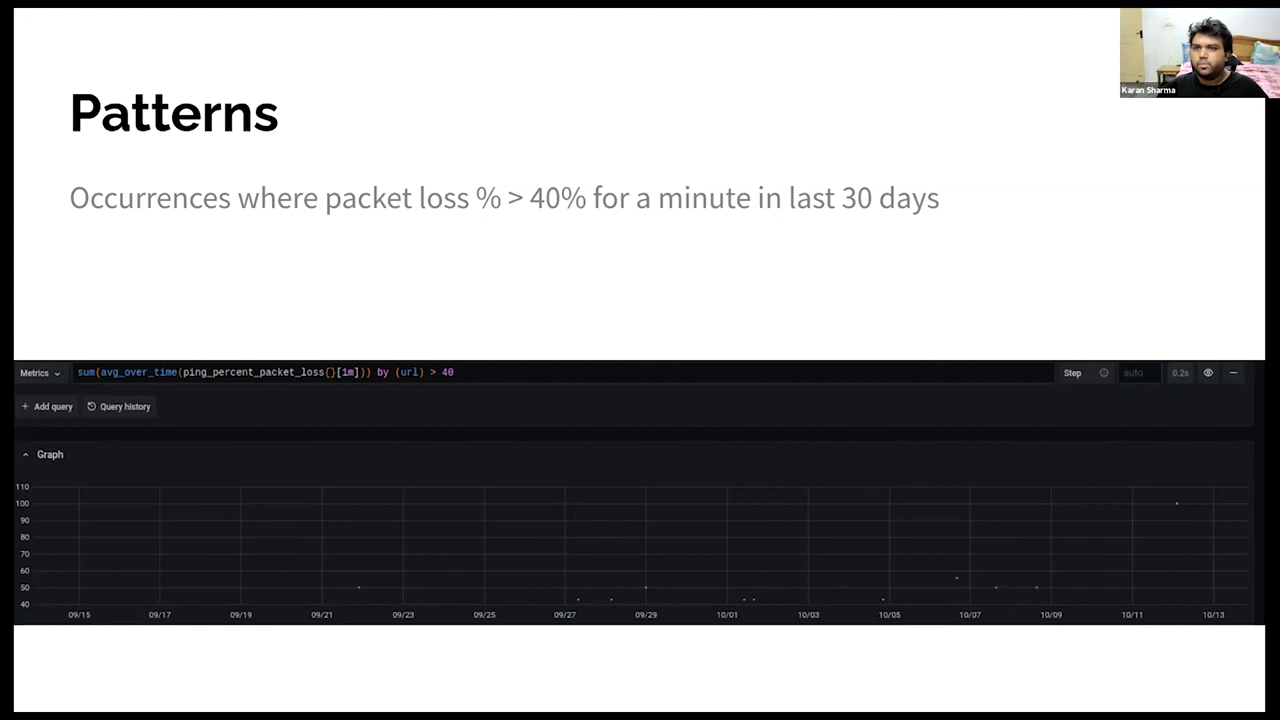 Patterns
Karan Sharma
Occurrences where packet loss % > 40% for a minute in last 30 days
Metrics
sum(avg_over_time(ping_percent_packet_loss{}[1m])) by (url) > 40
Step
auto
0.2s
+ Add query
Query history
Graph
110
100
90
80
70
60
50
40
09/15 09/17 09/19 09/21 09/23 09/25 09/27 09/29 10/01 10/03 10/05 10/07 10/09 10/11 10/13